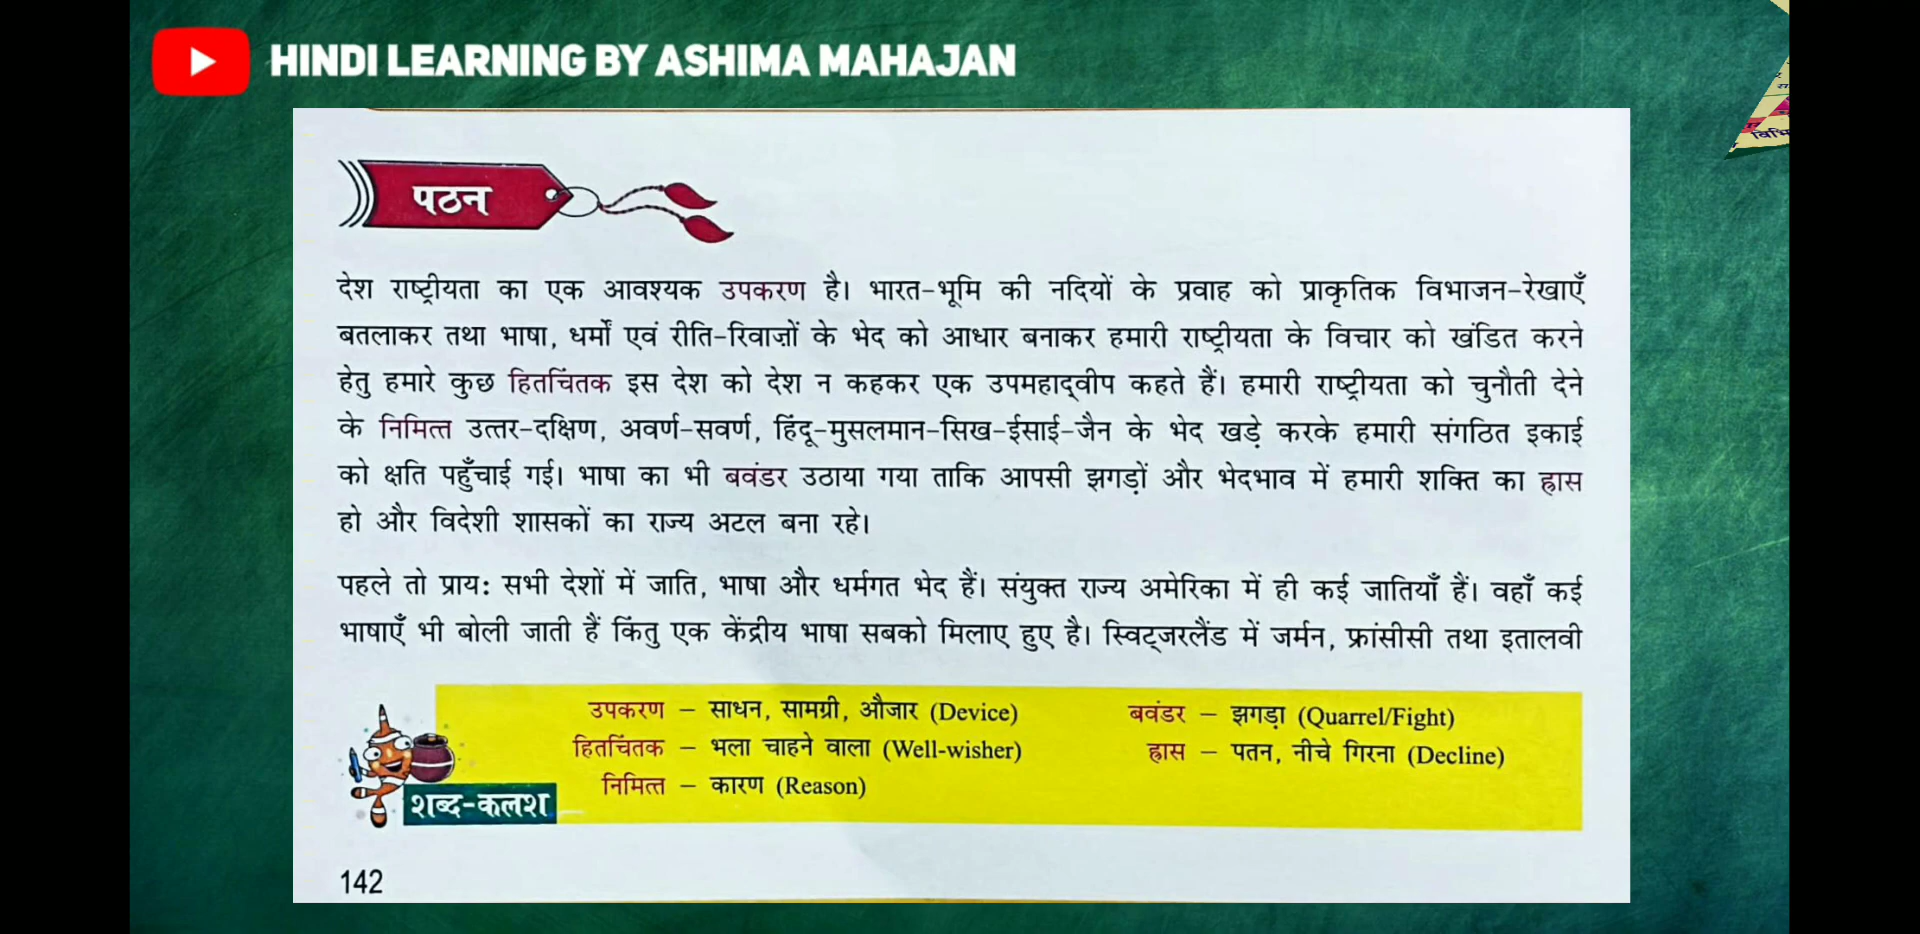 HINDI LEARNING BY ASHIMA MAHAJAN
पठन
देश राष्ट्रीयता का एक आवश्यक उपकरण है। भारत-भूमि की नदियों के प्रवाह को प्राकृतिक विभाजन-रेखाएँ
बतलाकर तथा भाषा, धर्मों एवं रीति-रिवाज़ों के भेद को आधार बनाकर हमारी राष्ट्रीयता के विचार को खंडित करने
हेतु हमारे कुछ हितचिंतक इस देश को देश न कहकर एक उपमहाद्वीप कहते हैं। हमारी राष्ट्रीयता को चुनौती देने
के निमित्त उत्तर-दक्षिण, अवर्ण-सवर्ण, हिंदू-मुसलमान-सिख-ईसाई-जैन के भेद खड़े करके हमारी संगठित इकाई
को क्षति पहुँचाई गई। भाषा का भी बवंडर उठाया गया ताकि आपसी झगड़ों और भेदभाव में हमारी शक्ति का ह्रास
हो और विदेशी शासकों का राज्य अटल बना रहे।
पहले तो प्राय: सभी देशों में जाति, भाषा और धर्मगत भेद हैं। संयुक्त राज्य अमेरिका में ही कई जातियाँ हैं। वहाँ कई
भाषाएँ भी बोली जाती हैं किंतु एक केंद्रीय भाषा सबको मिलाए हुए है। स्विट्जरलैंड में जर्मन, फ्रांसीसी तथा इतालवी
उपकरण – साधन, सामग्री, औजार (Device)
हितचिंतक – भला चाहने वाला (Well-wisher)
निमित्त – कारण (Reason)
बवंडर – झगड़ा (Quarrel/Fight)
ह्रास – पतन, नीचे गिरना (Decline)
शब्द-कलश
142